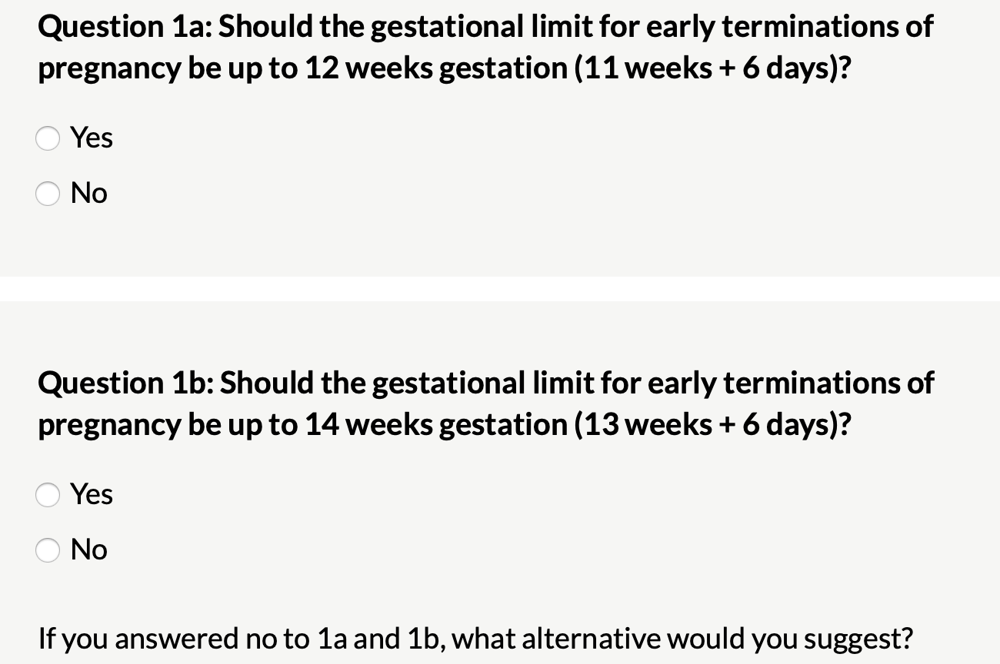 Question 1a: Should the gestational limit for early terminations of
pregnancy be up to 12 weeks gestation (11 weeks + 6 days)?
Yes
No
Question 1b: Should the gestational limit for early terminations of
pregnancy be up to 14 weeks gestation (13 weeks + 6 days)?
Yes
No
If you answered no to 1a and 1b, what alternative would you suggest?